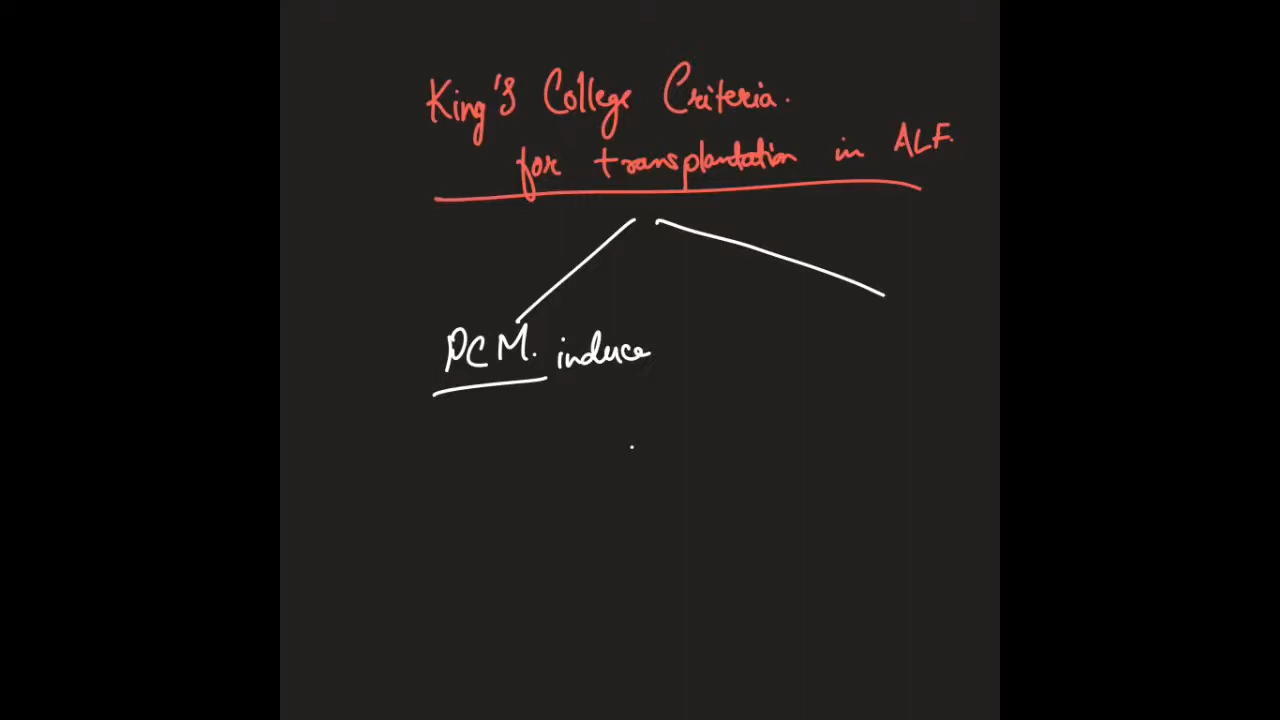 King's College Criteria.
for transplantation in ALF.
PCM. induce